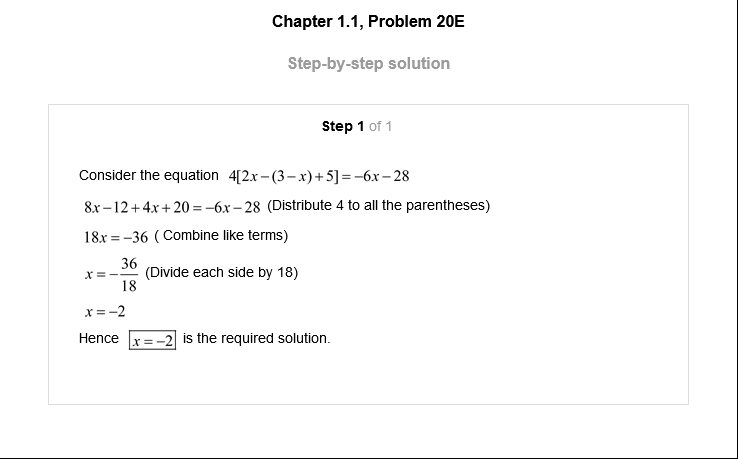 Chapter 1.1, Problem 20E
Step-by-step solution
Step 1 of 1
Consider the equation 4[2x−(3−x)+5]=−6x−28
8x−12+4x+20=−6x−28 (Distribute 4 to all the parentheses)
18x=−36 ( Combine like terms)
x=−36/18 (Divide each side by 18)
x=−2
Hence x=−2 is the required solution.